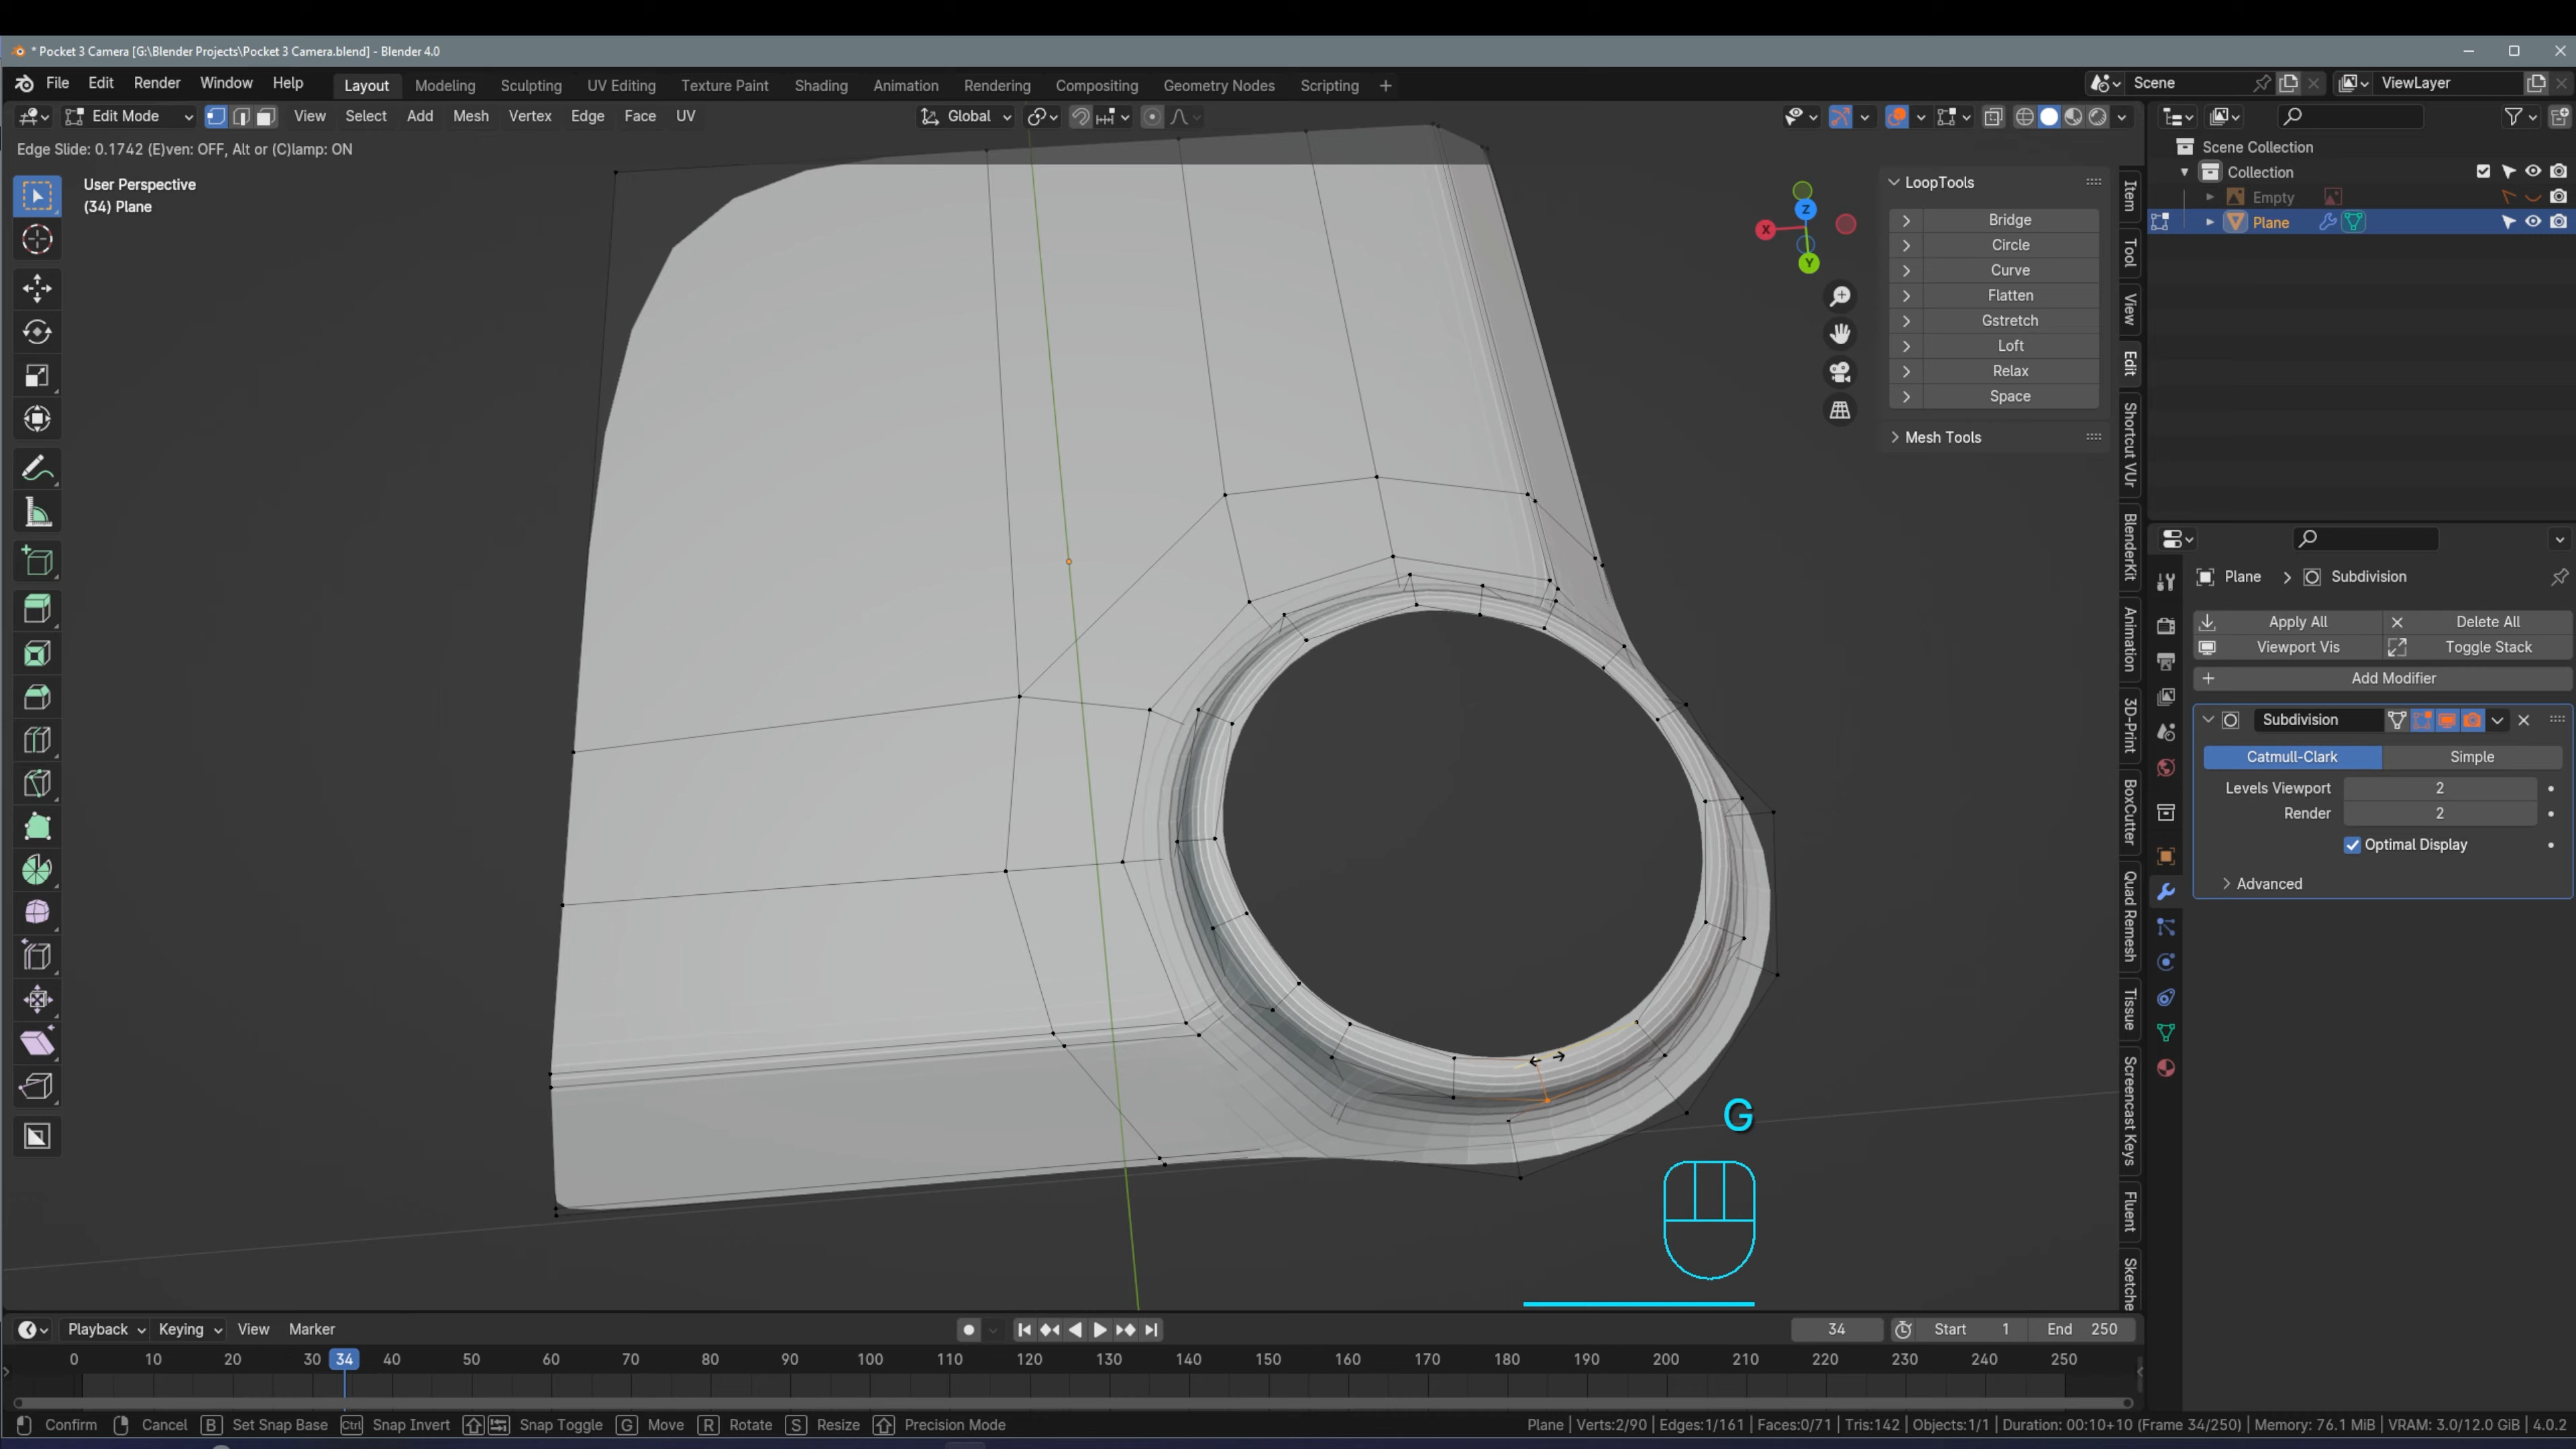 * Pocket 3 Camera [G:\Blender Projects\Pocket 3 Camera.blend] - Blender 4.0
File Edit Render Window Help Layout Modeling Sculpting UV Editing Texture Paint Shading Animation Rendering Compositing Geometry Nodes Scripting + Scene ViewLayer
Edit Mode View Select Add Mesh Vertex Edge Face UV Global
Edge Slide: 0.1742 (E)ven: OFF, Alt or (C)lamp: ON
User Perspective
(34) Plane
Z
X
Y
LoopTools
Bridge
Circle
Curve
Flatten
Gstretch
Loft
Relax
Space
Mesh Tools
Item
Tool
View
Edit
Shortcut VUr
BlenderKit
Animation
3D-Print
BoxCutter
Quad Remesh
Tissue
Screencast Keys
Fluent
Sketche
Scene Collection
Collection
Empty
Plane
Plane > Subdivision
Apply All Delete All
Viewport Vis Toggle Stack
Add Modifier
Subdivision
Catmull-Clark Simple
Levels Viewport 2
Render 2
Optimal Display
Advanced
G
Playback Keying View Marker 34 Start 1 End 250
0 10 20 30 34 40 50 60 70 80 90 100 110 120 130 140 150 160 170 180 190 200 210 220 230 240 250
Confirm Cancel B Set Snap Base Ctrl Snap Invert Snap Toggle G Move R Rotate S Resize Precision Mode
Plane | Verts:2/90 | Edges:1/161 | Faces:0/71 | Tris:142 | Objects:1/1 | Duration: 00:10+10 (Frame 34/250) | Memory: 76.1 MiB | VRAM: 3.0/12.0 GiB | 4.0.2